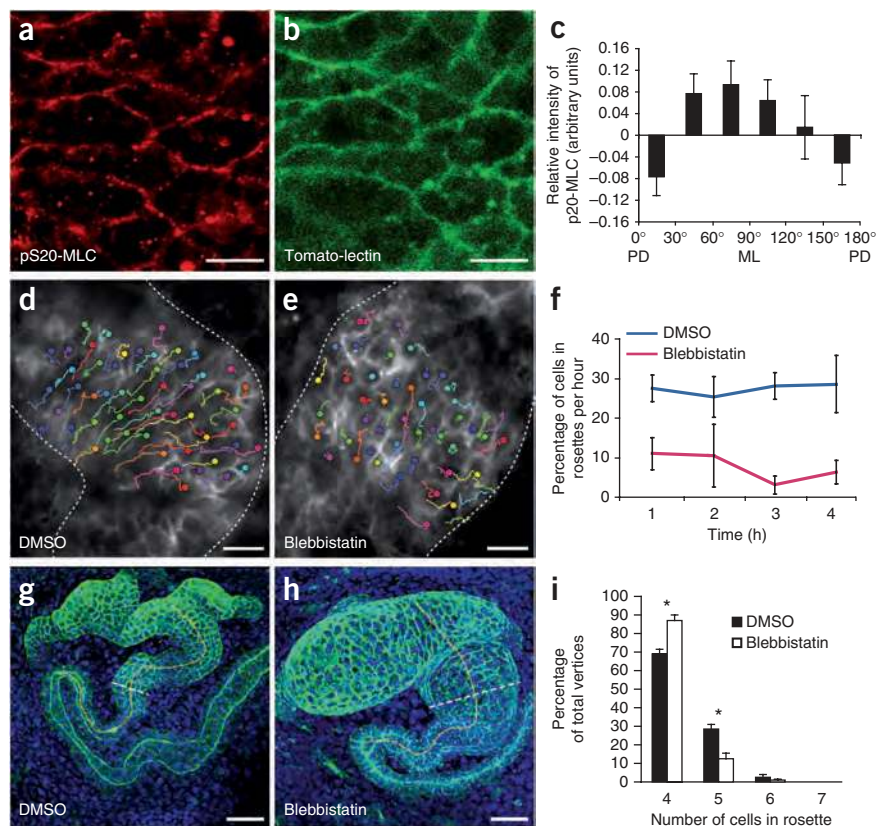 a
pS20-MLC
b
Tomato-lectin
c
Relative intensity of
p20-MLC (arbitrary units)
0.16
0.12
0.08
0.04
0
–0.04
–0.08
–0.12
–0.16
0° 30° 60° 90° 120° 150° 180°
PD ML PD
d
DMSO
e
Blebbistatin
f
DMSO
Blebbistatin
Percentage of cells in
rosettes per hour
40
30
20
10
0
1 2 3 4
Time (h)
g
DMSO
h
Blebbistatin
i
DMSO
Blebbistatin
Percentage
of total vertices
100
90
80
70
60
50
40
30
20
10
0
*
*
4 5 6 7
Number of cells in rosette